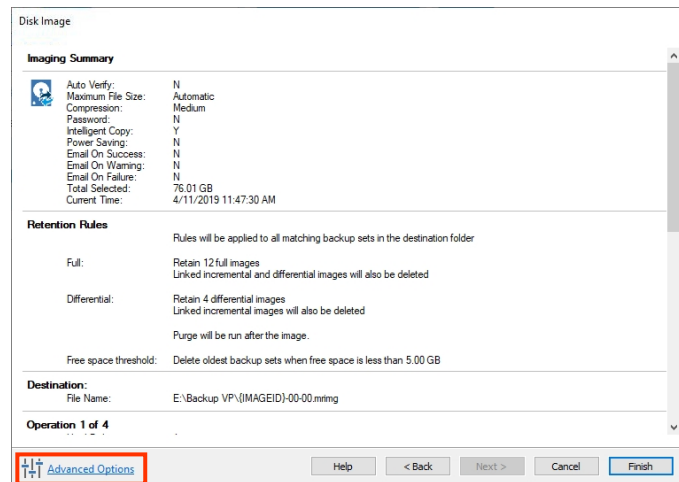 Disk Image
Imaging Summary
Auto Verify: N
Maximum File Size: Automatic
Compression: Medium
Password: N
Intelligent Copy: Y
Power Saving: N
Email On Success: N
Email On Warning: N
Email On Failure: N
Total Selected: 76.01 GB
Current Time: 4/11/2019 11:47:30 AM
Retention Rules
Rules will be applied to all matching backup sets in the destination folder
Full: Retain 12 full images
Linked incremental and differential images will also be deleted
Differential: Retain 4 differential images
Linked incremental images will also be deleted
Purge will be run after the image.
Free space threshold: Delete oldest backup sets when free space is less than 5.00 GB
Destination:
File Name: E:\Backup VP\{IMAGEID}-00-00.mrimg
Operation 1 of 4
Advanced Options Help < Back Next > Cancel Finish